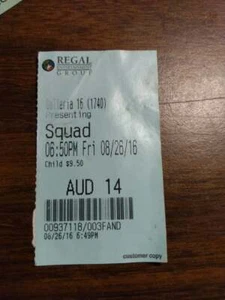 REGAL
GROUP
16 (1740)
Presenting
Squad
06:50PM Fri 08/26/16
Child $9.50
AUD 14
00937118/003FAND
08/26/16 6:49PM
customer copy